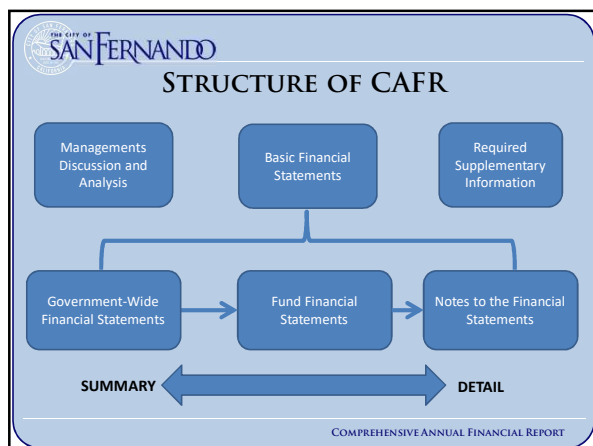 THE CITY OF
SAN FERNANDO
STRUCTURE OF CAFR
Managements
Discussion and
Analysis
Basic Financial
Statements
Required
Supplementary
Information
Government-Wide
Financial Statements
Fund Financial
Statements
Notes to the Financial
Statements
SUMMARY
DETAIL
COMPREHENSIVE ANNUAL FINANCIAL REPORT